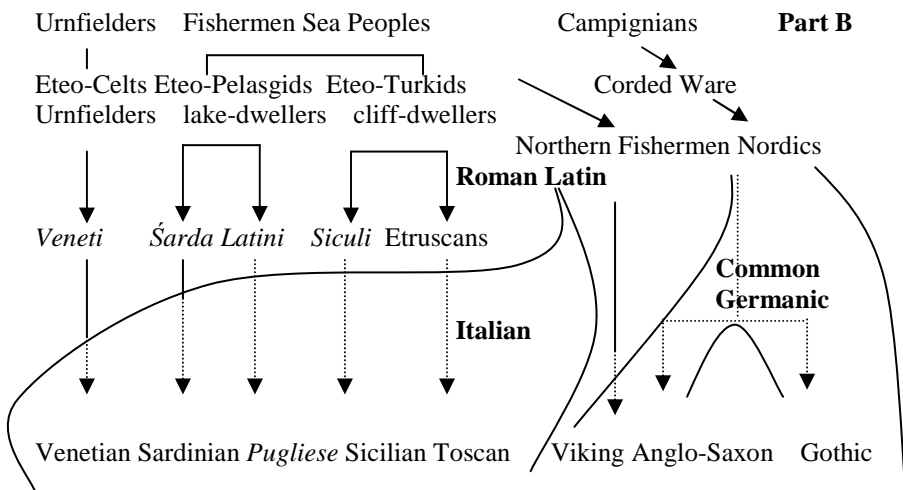 Urnfielders Fishermen Sea Peoples Campignians Part B
Eteo-Celts Eteo-Pelasgids Eteo-Turkids Corded Ware
Urnfielders lake-dwellers cliff-dwellers
Northern Fishermen Nordics
Roman Latin
Veneti Śarda Latini Siculi Etruscans
Common
Germanic
Italian
Venetian Sardinian Pugliese Sicilian Toscan Viking Anglo-Saxon Gothic